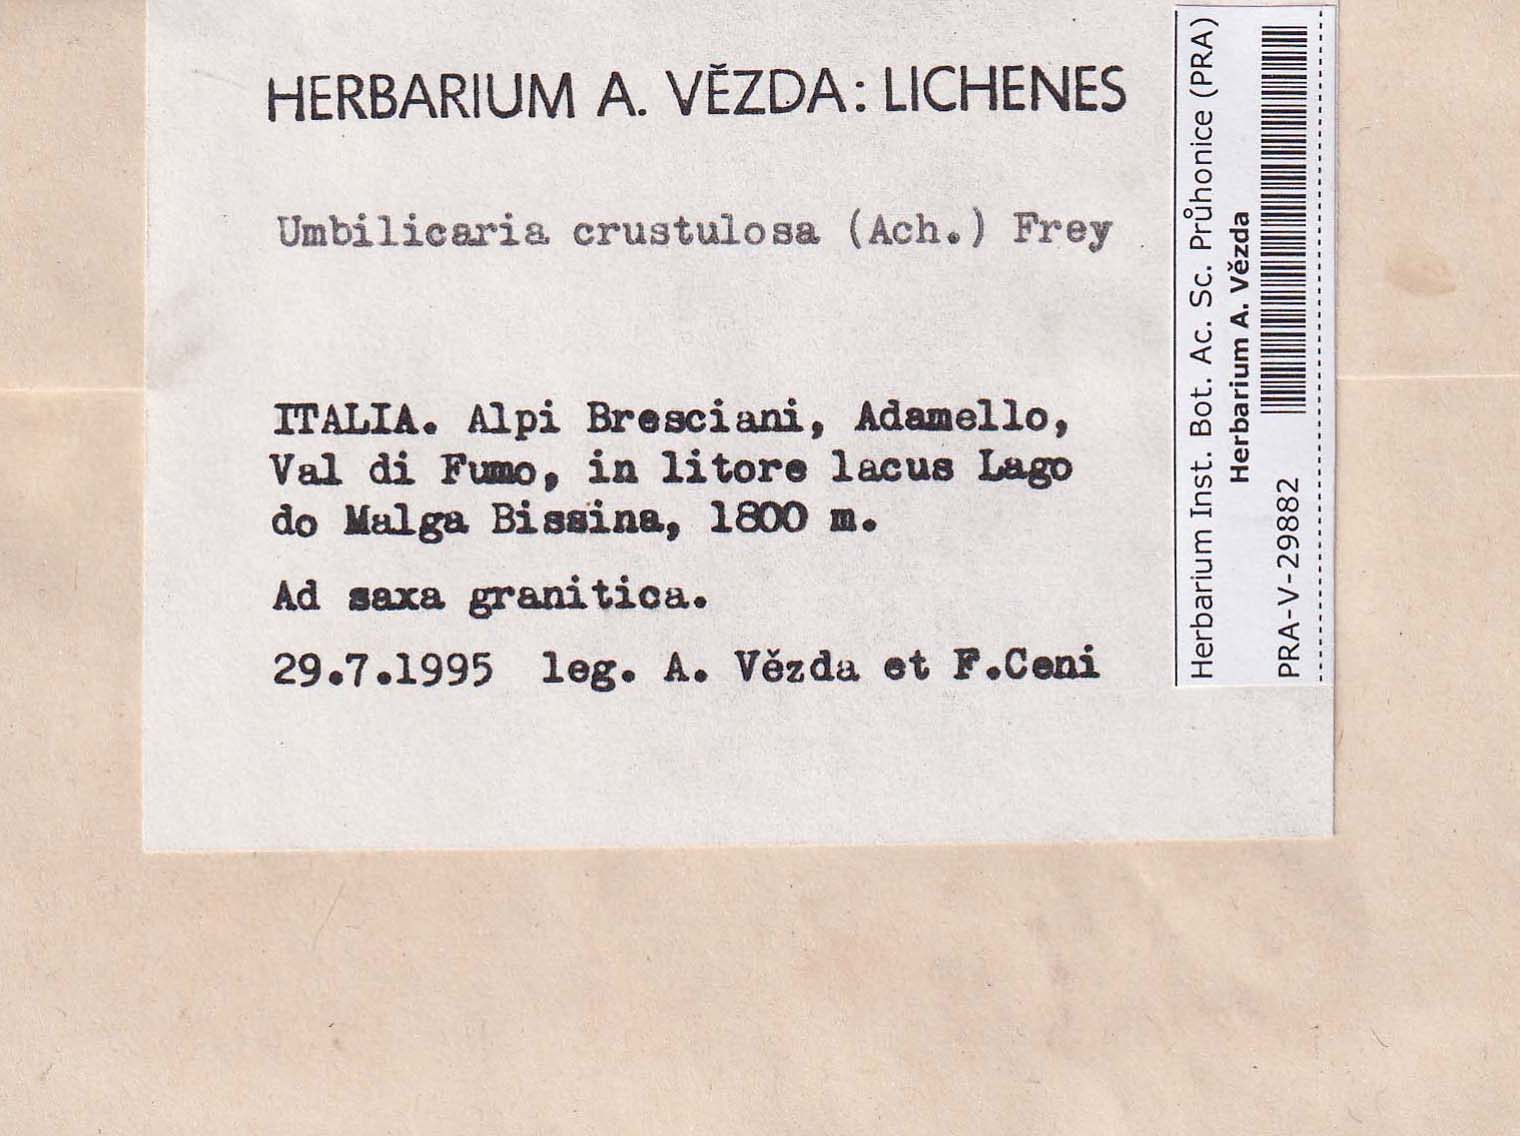 HERBARIUM A. VĚZDA: LICHENES
Umbilicaria crustulosa (Ach.) Frey
ITALIA. Alpi Bresciani, Adamello,
Val di Fumo, in litore lacus Lago
do Malga Bissina, 1800 m.
Ad saxa granitica.
29.7.1995 leg. A. Vězda et F.Ceni
Herbarium Inst. Bot. Ac. Sc. Průhonice (PRA)
Herbarium A. Vězda
PRA-V-29882